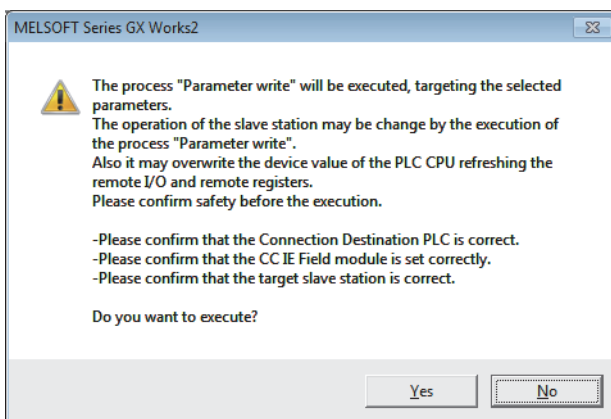 MELSOFT Series GX Works2
The process "Parameter write" will be executed, targeting the selected
parameters.
The operation of the slave station may be change by the execution of
the process "Parameter write".
Also it may overwrite the device value of the PLC CPU refreshing the
remote I/O and remote registers.
Please confirm safety before the execution.
-Please confirm that the Connection Destination PLC is correct.
-Please confirm that the CC IE Field module is set correctly.
-Please confirm that the target slave station is correct.
Do you want to execute?
Yes
No